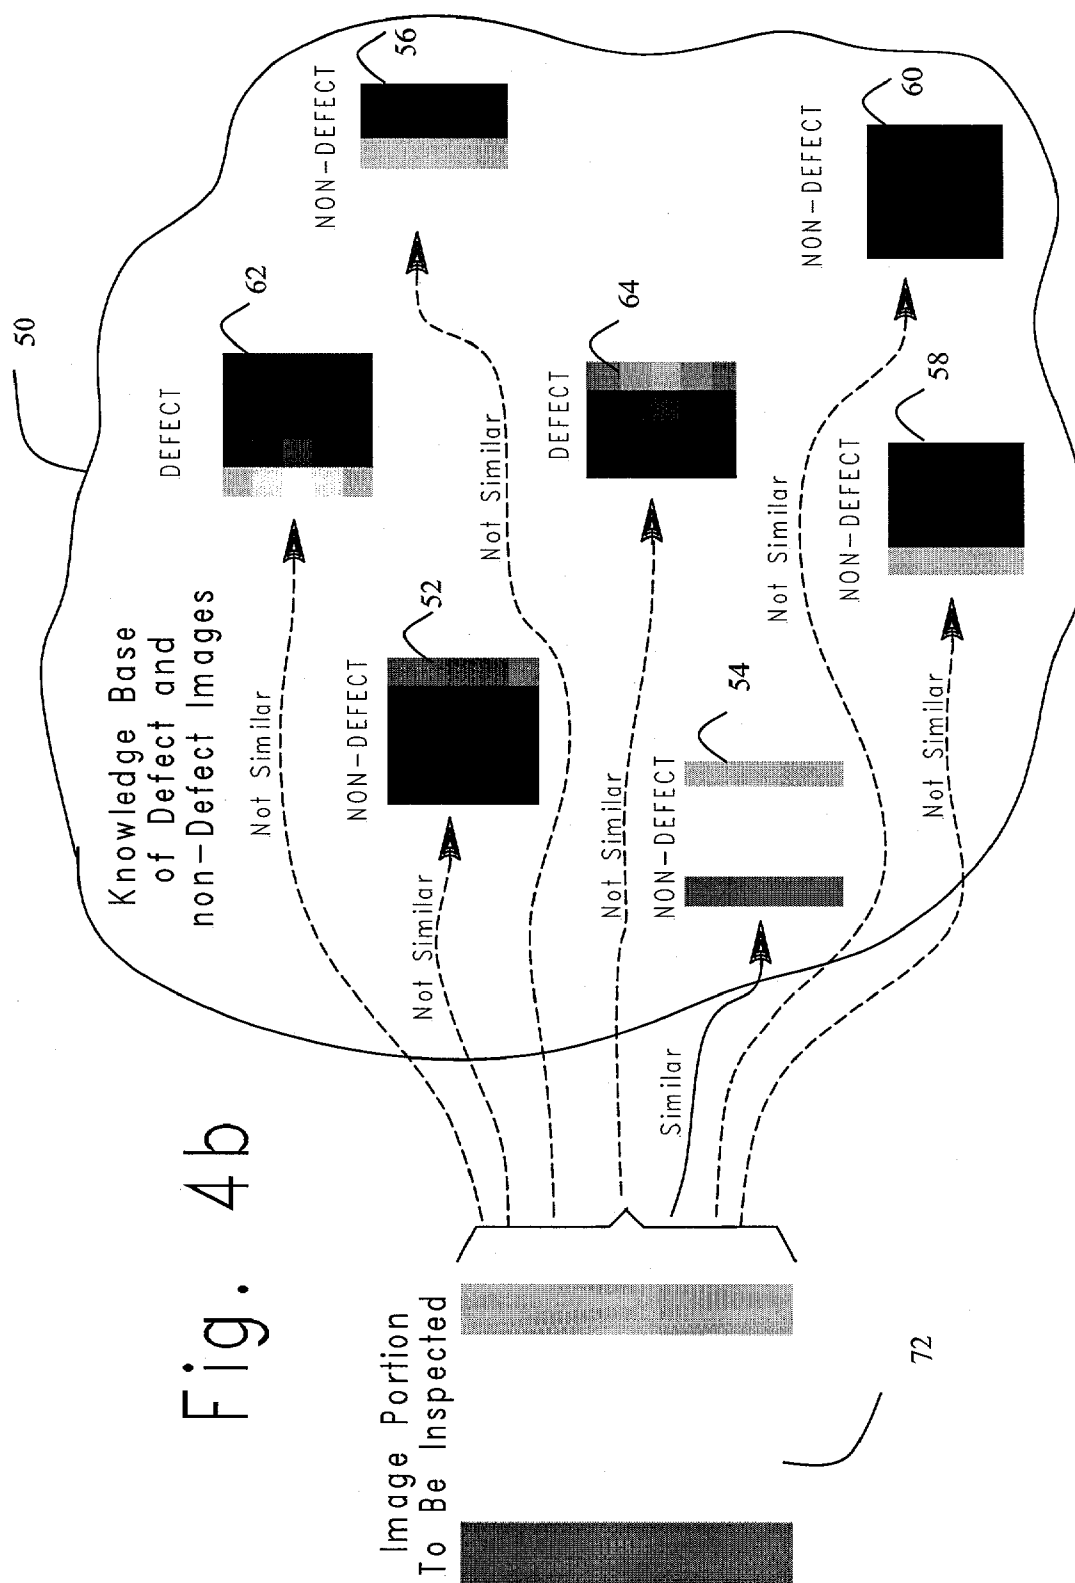 Fig. 4b
50
Knowledge Base
of Defect and
non-Defect Images
DEFECT
62
NON-DEFECT
56
Not Similar
NON-DEFECT
52
Not Similar
Not Similar
DEFECT
64
Not Similar
NON-DEFECT
54
Similar
NON-DEFECT
60
Not Similar
NON-DEFECT
58
Not Similar
Image Portion
To Be Inspected
72